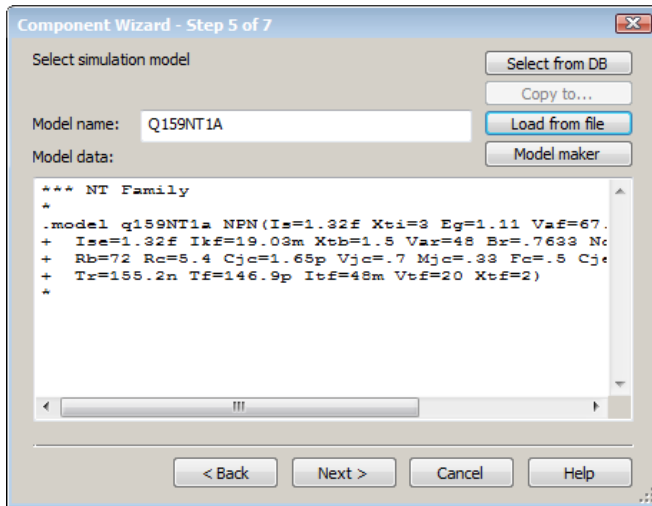 Component Wizard - Step 5 of 7
Select simulation model
Select from DB
Copy to...
Model name: Q159NT1A
Load from file
Model data:
Model maker
*** NT Family
*
.model q159NT1a NPN(Is=1.32f Xti=3 Eg=1.11 Vaf=67.
+ Ise=1.32f Ikf=19.03m Xtb=1.5 Var=48 Br=.7633 Nc
+ Rb=72 Rc=5.4 Cjc=1.65p Vjc=.7 Mjc=.33 Fc=.5 Cje
+ Tr=155.2n Tf=146.9p Itf=48m Vtf=20 Xtf=2)
*
< Back Next > Cancel Help